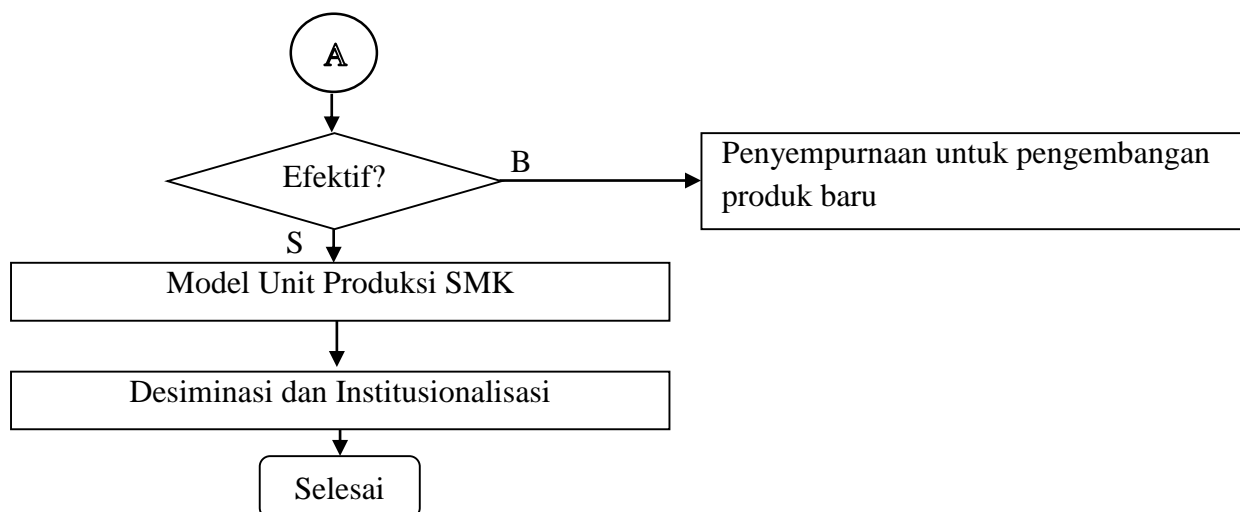 A
Efektif?
B
Penyempurnaan untuk pengembangan
produk baru
S
Model Unit Produksi SMK
Desiminasi dan Institusionalisasi
Selesai